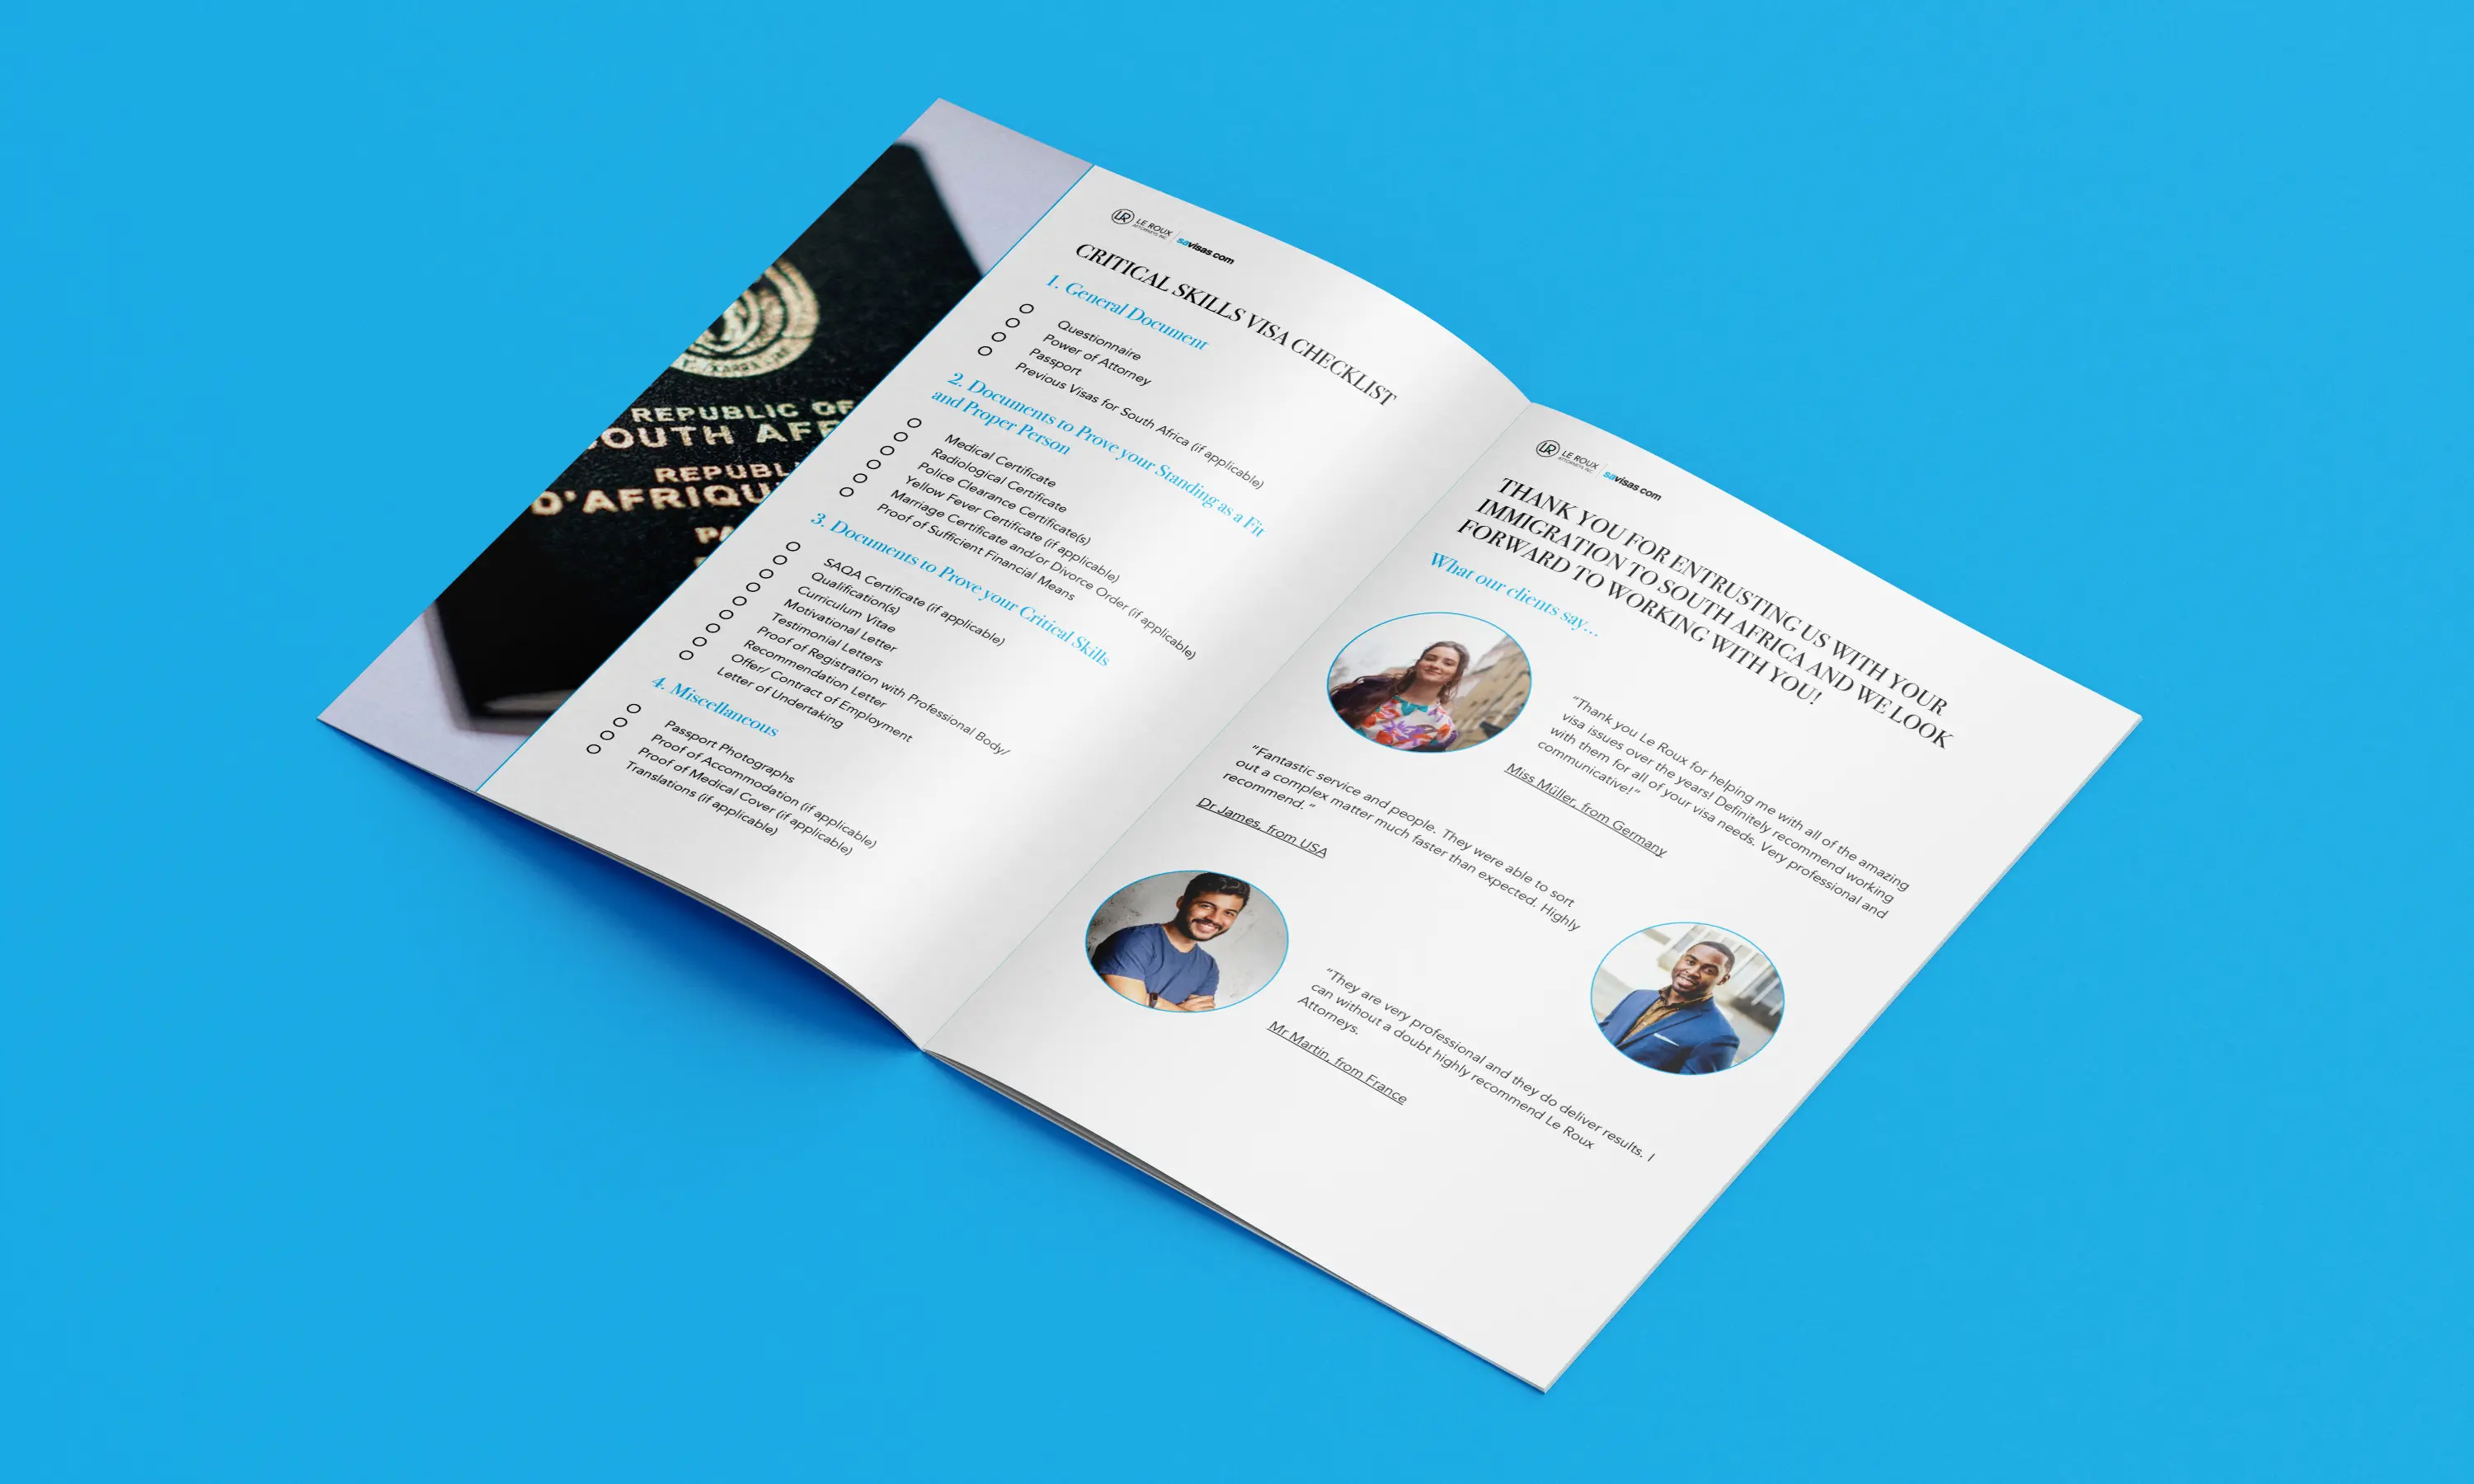 REPUBLIC OF
OUTH AFR
REPUBL
D'AFRIQU
PA
LR LE ROUX
ATTORNEYS INC.
savisas.com
CRITICAL SKILLS VISA CHECKLIST
1. General Document
Questionnaire
Power of Attorney
Passport
Previous Visas for South Africa (if applicable)
2. Documents to Prove your Standing as a Fit
and Proper Person
Medical Certificate
Radiological Certificate
Police Clearance Certificate(s)
Yellow Fever Certificate (if applicable)
Marriage Certificate and/or Divorce Order (if applicable)
Proof of Sufficient Financial Means
3. Documents to Prove your Critical Skills
SAQA Certificate (if applicable)
Qualification(s)
Curriculum Vitae
Motivational Letter
Testimonial Letters
Proof of Registration with Professional Body/
Recommendation Letter
Offer/ Contract of Employment
Letter of Undertaking
4. Miscellaneous
Passport Photographs
Proof of Accommodation (if applicable)
Proof of Medical Cover (if applicable)
Translations (if applicable)
LR LE ROUX
ATTORNEYS INC.
savisas.com
THANK YOU FOR ENTRUSTING US WITH YOUR
IMMIGRATION TO SOUTH AFRICA AND WE LOOK
FORWARD TO WORKING WITH YOU!
What our clients say...
"Thank you Le Roux for helping me with all of the amazing
visa issues over the years! Definitely recommend working
with them for all of your visa needs. Very professional and
communicative!"
Miss Müller, from Germany
"Fantastic service and people. They were able to sort
out a complex matter much faster than expected. Highly
recommend. "
Dr James, from USA
"They are very professional and they do deliver results. I
can without a doubt highly recommend Le Roux
Attorneys.
Mr Martin, from France